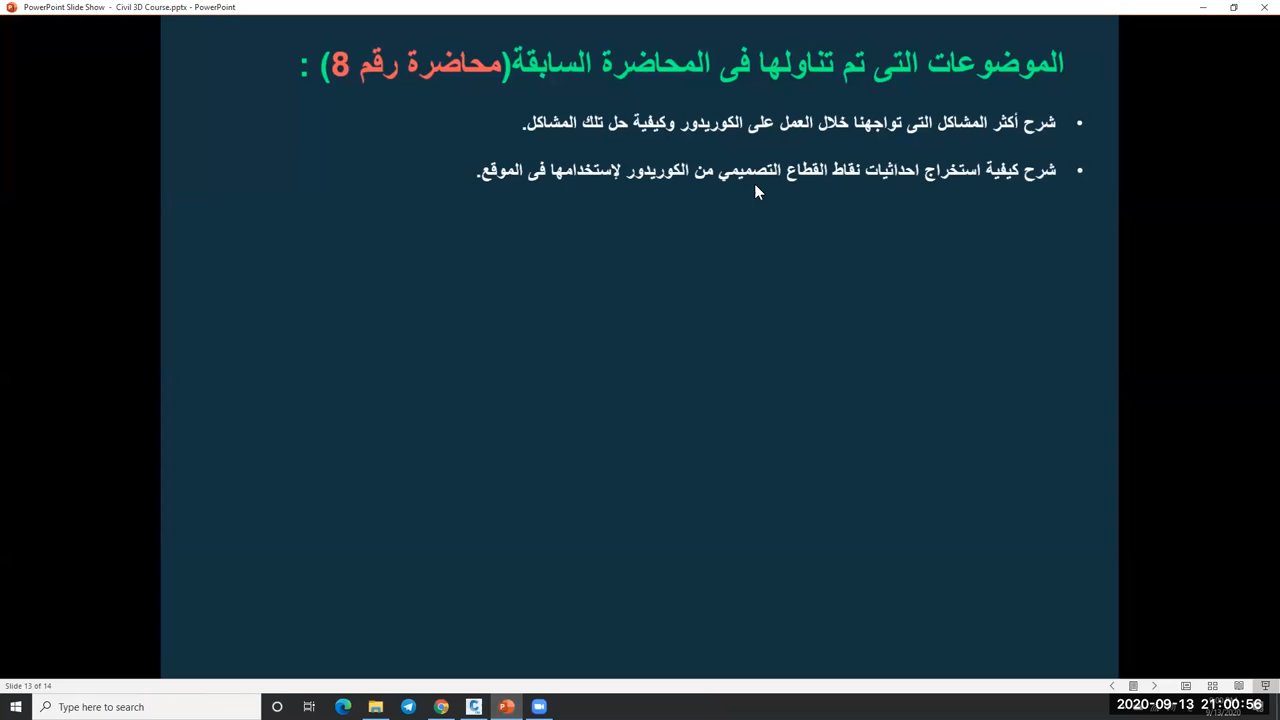 PowerPoint Slide Show - Civil 3D Course.pptx - PowerPoint
الموضوعات التى تم تناولها فى المحاضرة السابقة(محاضرة رقم 8) :
• شرح أكثر المشاكل التى تواجهنا خلال العمل على الكوريدور وكيفية حل تلك المشاكل.
• شرح كيفية استخراج احداثيات نقاط القطاع التصميمي من الكوريدور لإستخدامها فى الموقع.
Slide 13 of 14
Type here to search
2020-09-13 21:00:56
9/13/2020